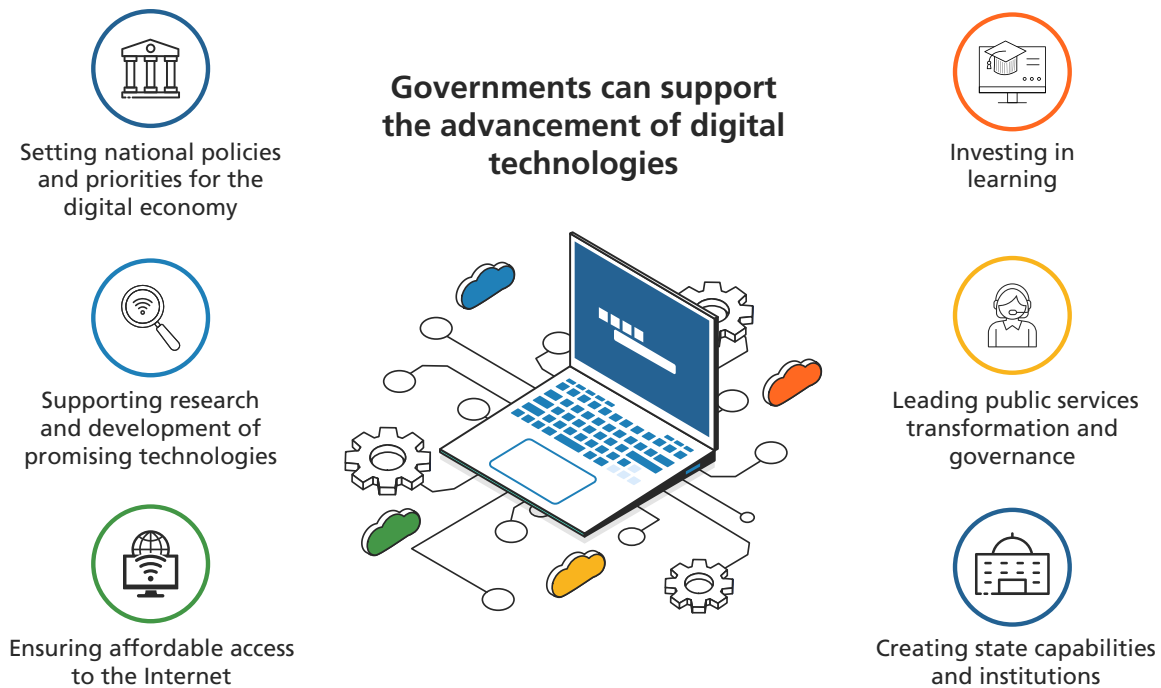 Governments can support
the advancement of digital
technologies
Setting national policies
and priorities for the
digital economy
Supporting research
and development of
promising technologies
Ensuring affordable access
to the Internet
Investing in
learning
Leading public services
transformation and
governance
Creating state capabilities
and institutions